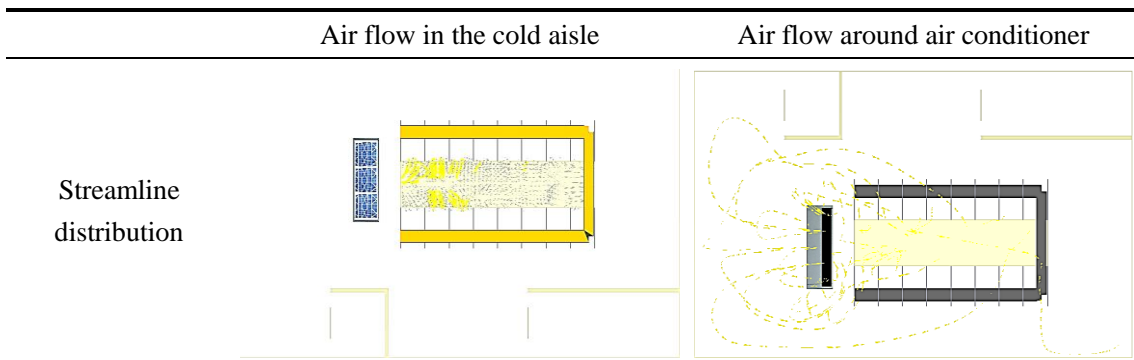 Air flow in the cold aisle Air flow around air conditioner
Streamline
distribution